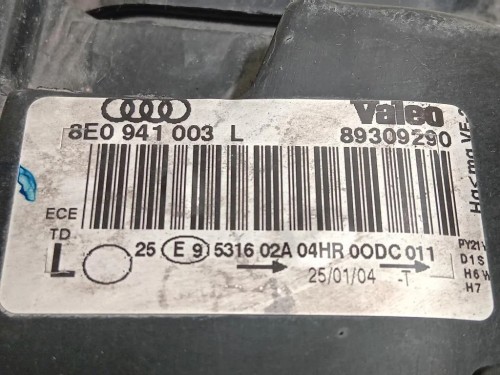 8E0 941 003 L
Valeo
89309290
ECE
TD
L
25 E 9 5316 02A 04HR 00DC 011
25/01/04 -T
PY21
D1S
H6W
H7